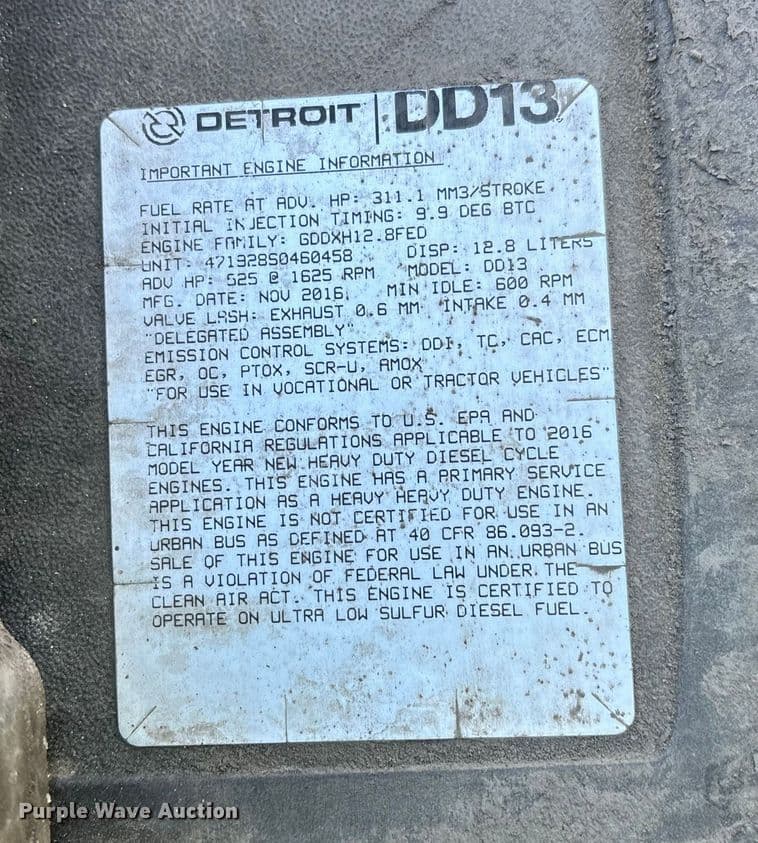 DETROIT | DD13
IMPORTANT ENGINE INFORMATION
FUEL RATE AT ADV. HP: 311.1 MM3/STROKE
INITIAL INJECTION TIMING: 9.9 DEG BTC
ENGINE FAMILY: GDDXH12.8FED
UNIT: 471928S0460458 DISP: 12.8 LITERS
ADV HP: 525 @ 1625 RPM MODEL: DD13
MFG. DATE: NOV 2016 MIN IDLE: 600 RPM
VALVE LASH: EXHAUST 0.6 MM INTAKE 0.4 MM
"DELEGATED ASSEMBLY"
EMISSION CONTROL SYSTEMS: DDI, TC, CAC, ECM
EGR, OC, PTOX, SCR-U, AMOX
"FOR USE IN VOCATIONAL OR TRACTOR VEHICLES"
THIS ENGINE CONFORMS TO U.S. EPA AND
CALIFORNIA REGULATIONS APPLICABLE TO 2016
MODEL YEAR NEW HEAVY DUTY DIESEL CYCLE
ENGINES. THIS ENGINE HAS A PRIMARY SERVICE
APPLICATION AS A HEAVY HEAVY DUTY ENGINE.
THIS ENGINE IS NOT CERTIFIED FOR USE IN AN
URBAN BUS AS DEFINED AT 40 CFR 86.093-2.
SALE OF THIS ENGINE FOR USE IN AN URBAN BUS
IS A VIOLATION OF FEDERAL LAW UNDER THE
CLEAN AIR ACT. THIS ENGINE IS CERTIFIED TO
OPERATE ON ULTRA LOW SULFUR DIESEL FUEL.
Purple Wave Auction